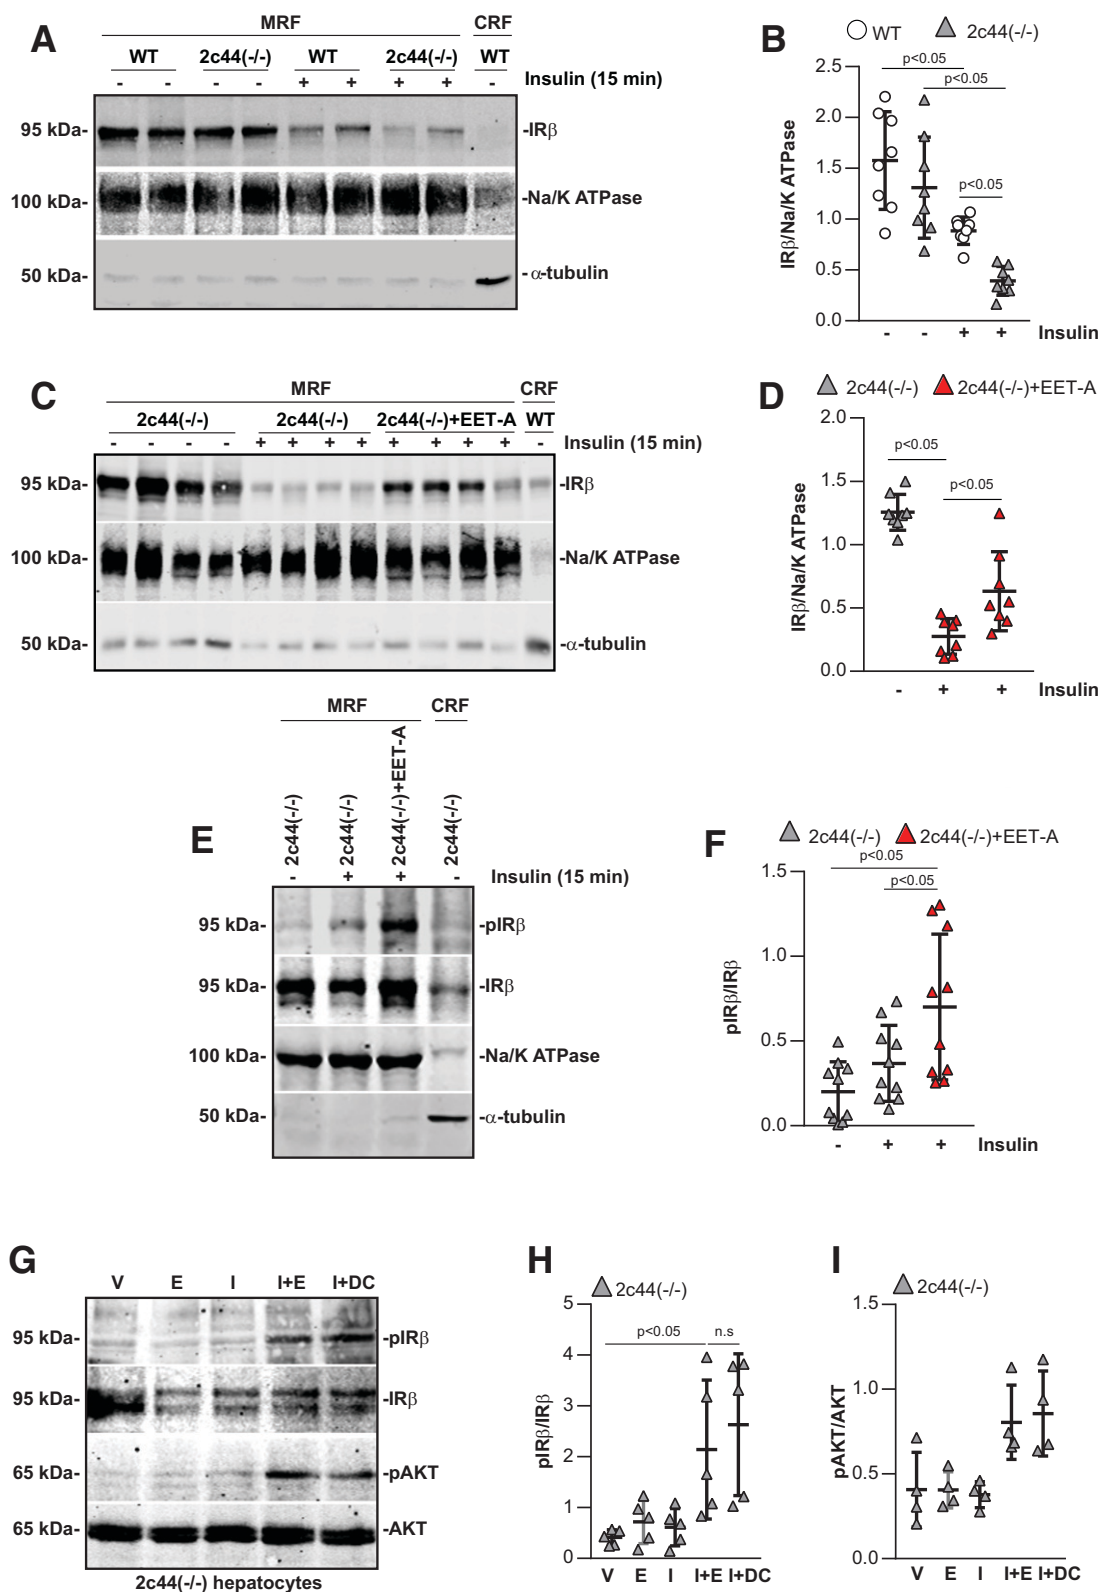 A
MRF
CRF
WT 2c44(-/-) WT 2c44(-/-) WT
- - - - + + + + - Insulin (15 min)
95 kDa- -IRβ
100 kDa- -Na/K ATPase
50 kDa- -α-tubulin
B
WT 2c44(-/-)
p<0.05
p<0.05
p<0.05
IRβ/Na/K ATPase
2.5
2.0
1.5
1.0
0.5
0.0
- - + + Insulin
C
MRF
CRF
2c44(-/-) 2c44(-/-) 2c44(-/-)+EET-A WT
- - - - + + + + + + + + - Insulin (15 min)
95 kDa- -IRβ
100 kDa- -Na/K ATPase
50 kDa- -α-tubulin
D
2c44(-/-) 2c44(-/-)+EET-A
p<0.05
p<0.05
IRβ/Na/K ATPase
2.0
1.5
1.0
0.5
0.0
- + + Insulin
E
MRF CRF
2c44(-/-)
2c44(-/-)
2c44(-/-)+EET-A
2c44(-/-)
- + + - Insulin (15 min)
95 kDa- -pIRβ
95 kDa- -IRβ
100 kDa- -Na/K ATPase
50 kDa- -α-tubulin
F
2c44(-/-) 2c44(-/-)+EET-A
p<0.05
p<0.05
pIRβ/IRβ
1.5
1.0
0.5
0.0
- + + Insulin
G
V E I I+E I+DC
95 kDa- -pIRβ
95 kDa- -IRβ
65 kDa- -pAKT
65 kDa- -AKT
2c44(-/-) hepatocytes
H
2c44(-/-)
p<0.05 n.s
pIRβ/IRβ
5
4
3
2
1
0
V E I I+E I+DC
I
2c44(-/-)
pAKT/AKT
1.5
1.0
0.5
0.0
V E I I+E I+DC